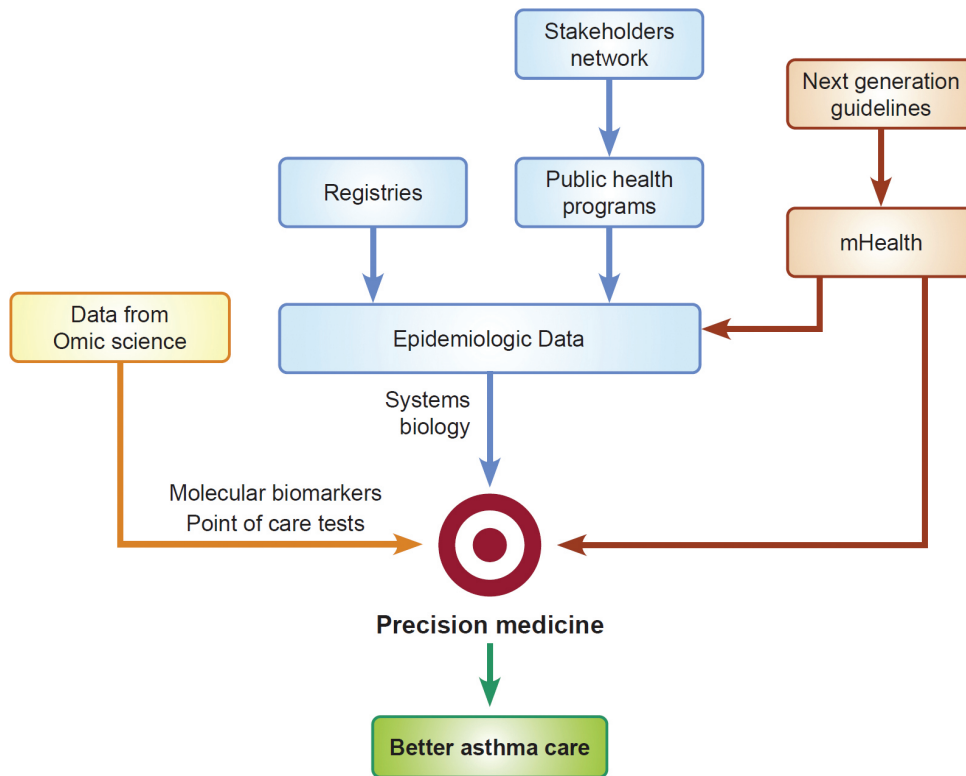 Stakeholders
network
Next generation
guidelines
Registries
Public health
programs
mHealth
Data from
Omic science
Epidemiologic Data
Systems
biology
Molecular biomarkers
Point of care tests
Precision medicine
Better asthma care